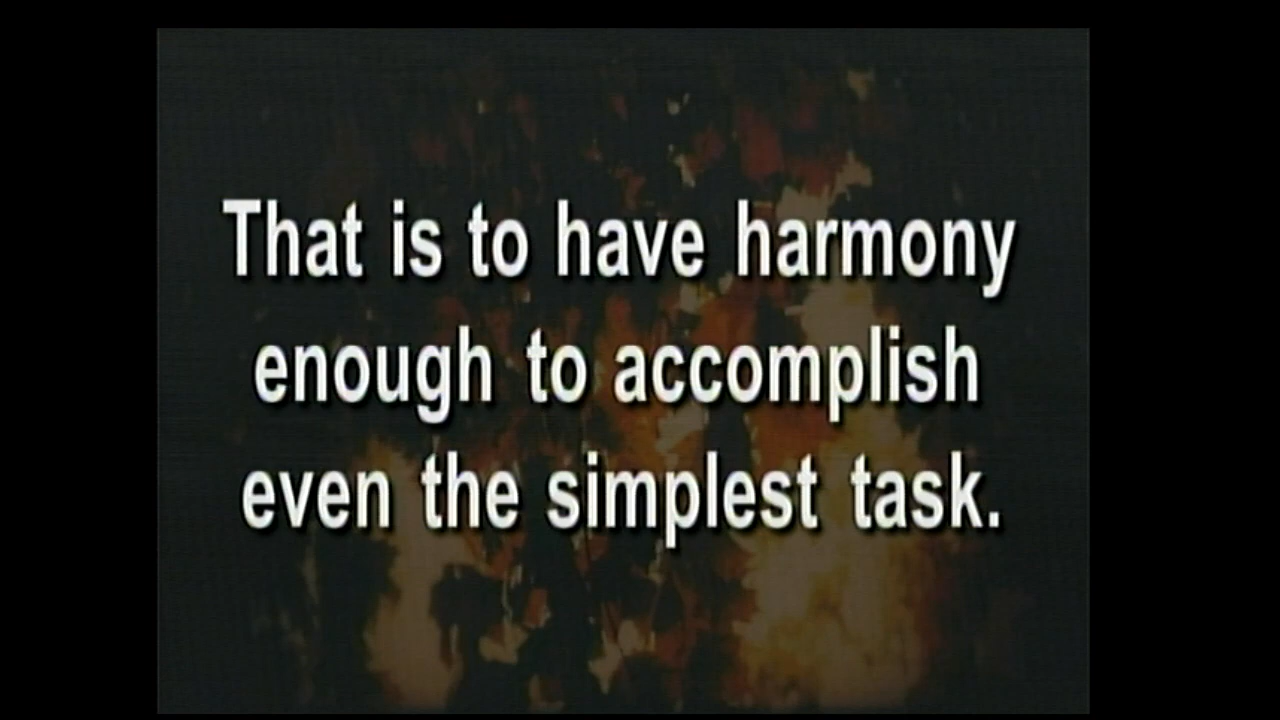 That is to have harmony
enough to accomplish
even the simplest task.